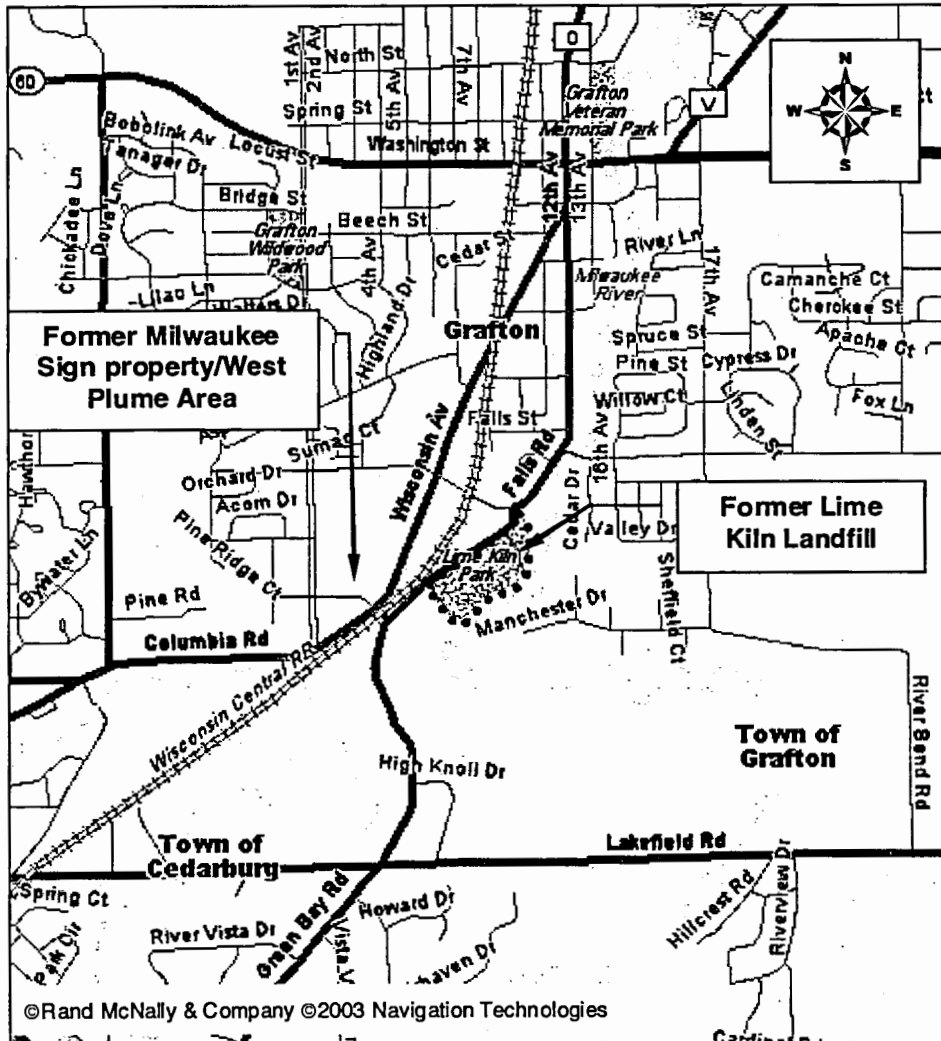 O
60
1st Av
2nd Av
North St
5th Av
7th Av
V
N
W E
S
Spring St
Grafton
Veteran
Memorial Park
Bobolink Av
Locust St
Washington St
Tanager Dr
12th Av
13th Av
Chickadee Ln
Dove Ln
Bridge St
Beech St
Grafton
Wildwood
Park
4th Av
Cedar
River Ln
17th Av
Milwaukee
River
Camanche Ct
Cherokee St
Lilac Ln
Highland Dr
Grafton
Spruce St
Apache Ct
Former Milwaukee
Sign property/West
Plume Area
Pine St
Cypress Dr
Willow Ct
Linden St
Fox Ln
Falls St
Hawthor
Sumac Ct
Wisconsin Av
Falls Rd
16th Av
Orchard Dr
Acorn Dr
Cedar Dr
Former Lime
Kiln Landfill
Valley Dr
Pine Ridge Ct
Bywater Ln
Lime Kiln
Park
Sheffield Ct
Pine Rd
Manchester Dr
Columbia Rd
Wisconsin Central RR
River Bend Rd
Town of
Grafton
High Knoll Dr
Town of
Cedarburg
Lakefield Rd
Spring Ct
Green Bay Rd
Howard Dr
Hillcrest Rd
Riverview Dr
Park Cir
River Vista Dr
Vista V
haven Dr
©Rand McNally & Company ©2003 Navigation Technologies